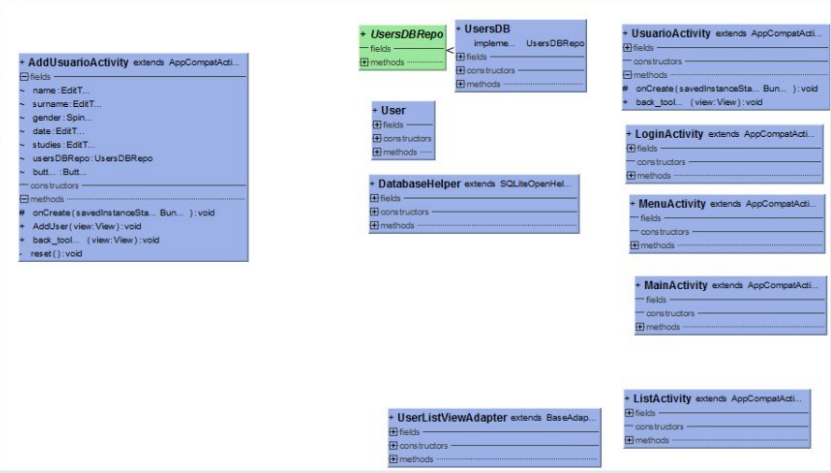 + AddUsuarioActivity extends AppCompatActi...
fields
~ name:EditT...
~ surname:EditT...
~ gender:Spin...
~ date:EditT...
~ studies:EditT...
~ usersDBRepo:UsersDBRepo
~ butt... :Butt...
constructors
methods
# onCreate(savedInstanceSta... Bun... ):void
+ AddUser(view:View):void
+ back_tool... (view:View):void
- reset():void
+ UsersDBRepo
fields
methods
+ UsersDB
impleme... UsersDBRepo
fields
constructors
methods
+ User
fields
constructors
methods
+ DatabaseHelper extends SQLiteOpenHel...
fields
constructors
methods
+ UserListViewAdapter extends BaseAdap...
fields
constructors
methods
+ UsuarioActivity extends AppCompatActi...
fields
constructors
methods
# onCreate(savedInstanceSta... Bun... ):void
+ back_tool... (view:View):void
+ LoginActivity extends AppCompatActi...
fields
constructors
methods
+ MenuActivity extends AppCompatActi...
fields
constructors
methods
+ MainActivity extends AppCompatActi...
fields
constructors
methods
+ ListActivity extends AppCompatActi...
fields
constructors
methods